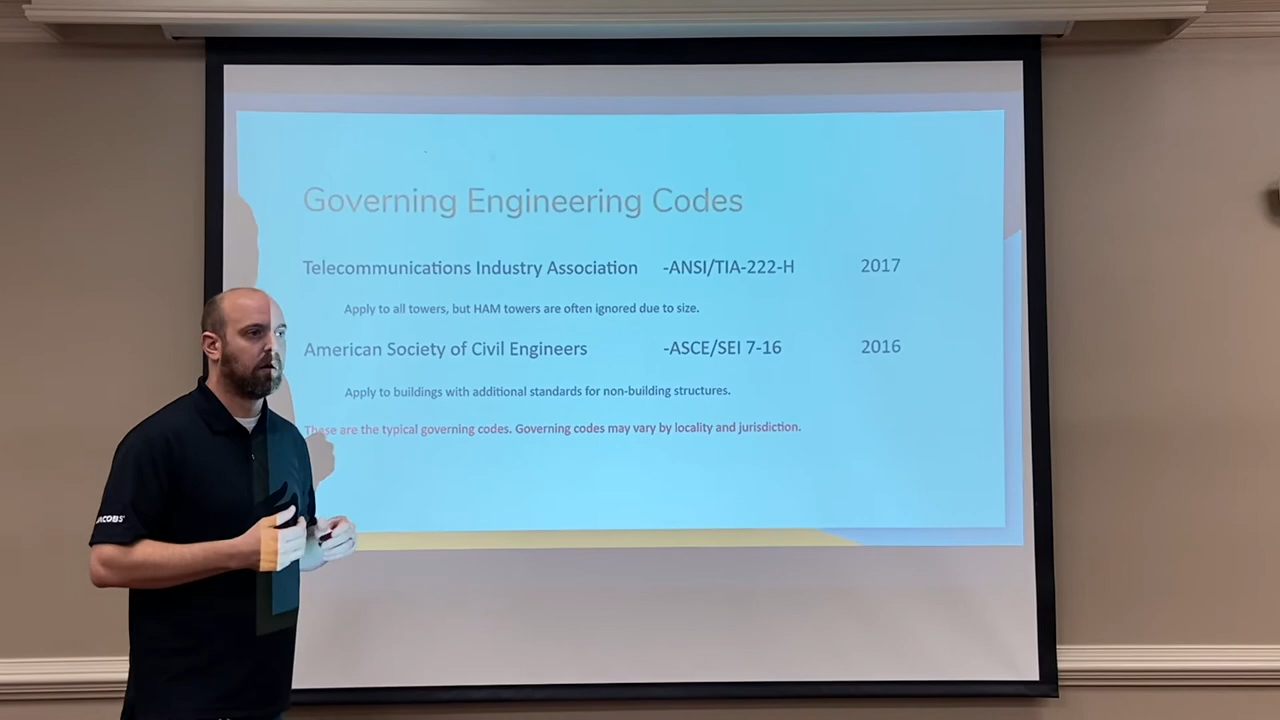 Governing Engineering Codes
Telecommunications Industry Association -ANSI/TIA-222-H 2017
Apply to all towers, but HAM towers are often ignored due to size.
American Society of Civil Engineers -ASCE/SEI 7-16 2016
Apply to buildings with additional standards for non-building structures.
These are the typical governing codes. Governing codes may vary by locality and jurisdiction.
JACOBS